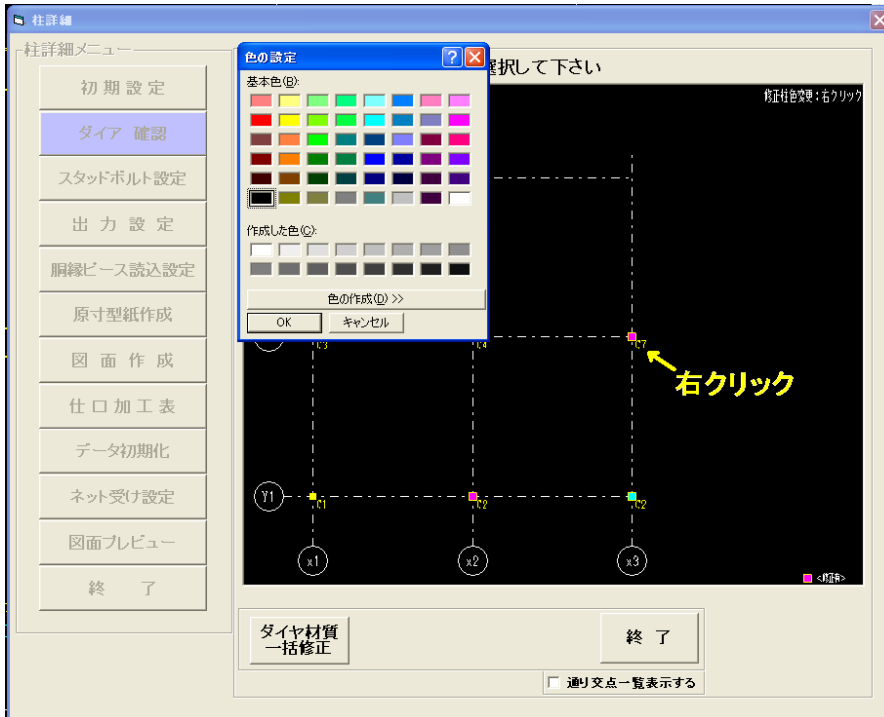 柱詳細
柱詳細メニュー
初 期 設 定
ダイア 確認
スタッドボルト設定
出 力 設 定
胴縁ピース読込設定
原寸型紙作成
図 面 作 成
仕 口 加 工 表
データ初期化
ネット受け設定
図面プレビュー
終 了
色の設定
基本色(B):
作成した色(C):
色の作成(D) >>
OK
キャンセル
択して下さい
修正柱色変更:右クリック
C3
C4
C7
右クリック
Y1
C1
C2
C2
x1
x2
x3
<修正有>
ダイヤ材質
一括修正
終 了
通り交点一覧表示する